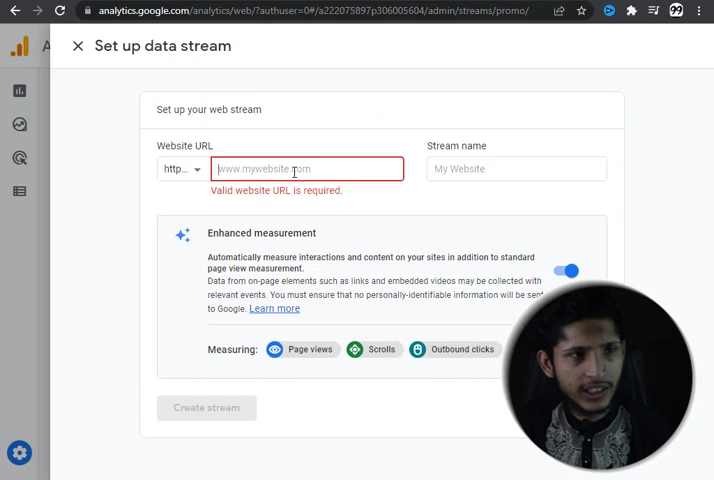 analytics.google.com/analytics/web/?authuser=0#/a222075897p306005604/admin/streams/promo/
99
A
Set up data stream
Set up your web stream
Website URL
Stream name
http...
www.mywebsite.com
My Website
Valid website URL is required.
Enhanced measurement
Automatically measure interactions and content on your sites in addition to standard
page view measurement.
Data from on-page elements such as links and embedded videos may be collected with
relevant events. You must ensure that no personally-identifiable information will be sent
to Google. Learn more
Measuring:
Page views
Scrolls
Outbound clicks
Create stream